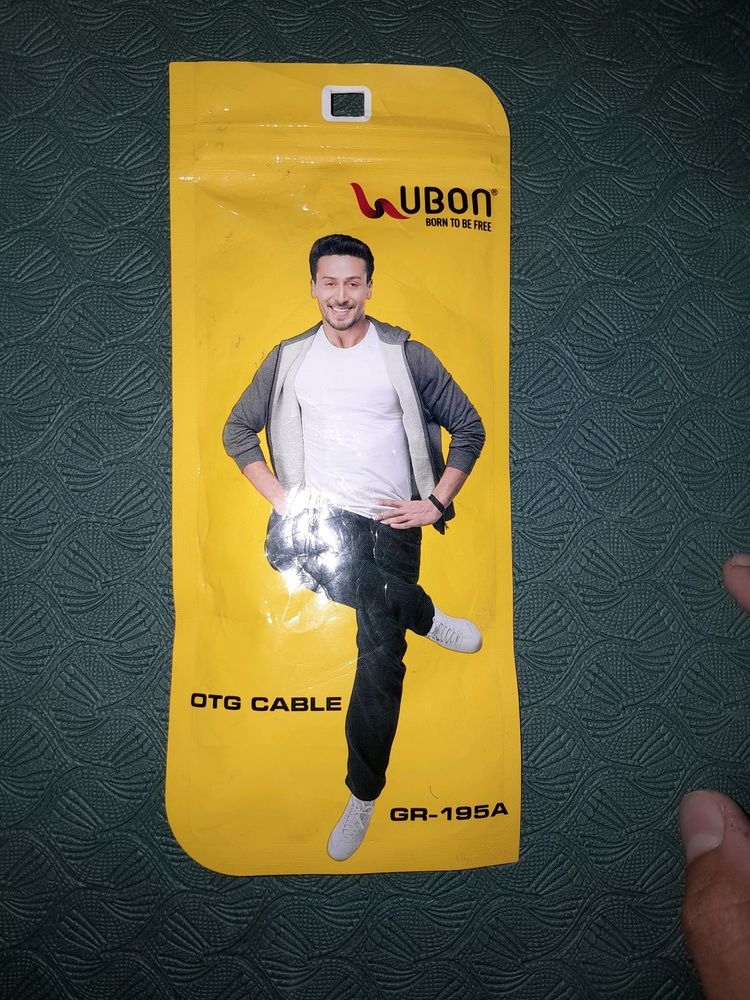 UBON®
BORN TO BE FREE
OTG CABLE
GR-195A